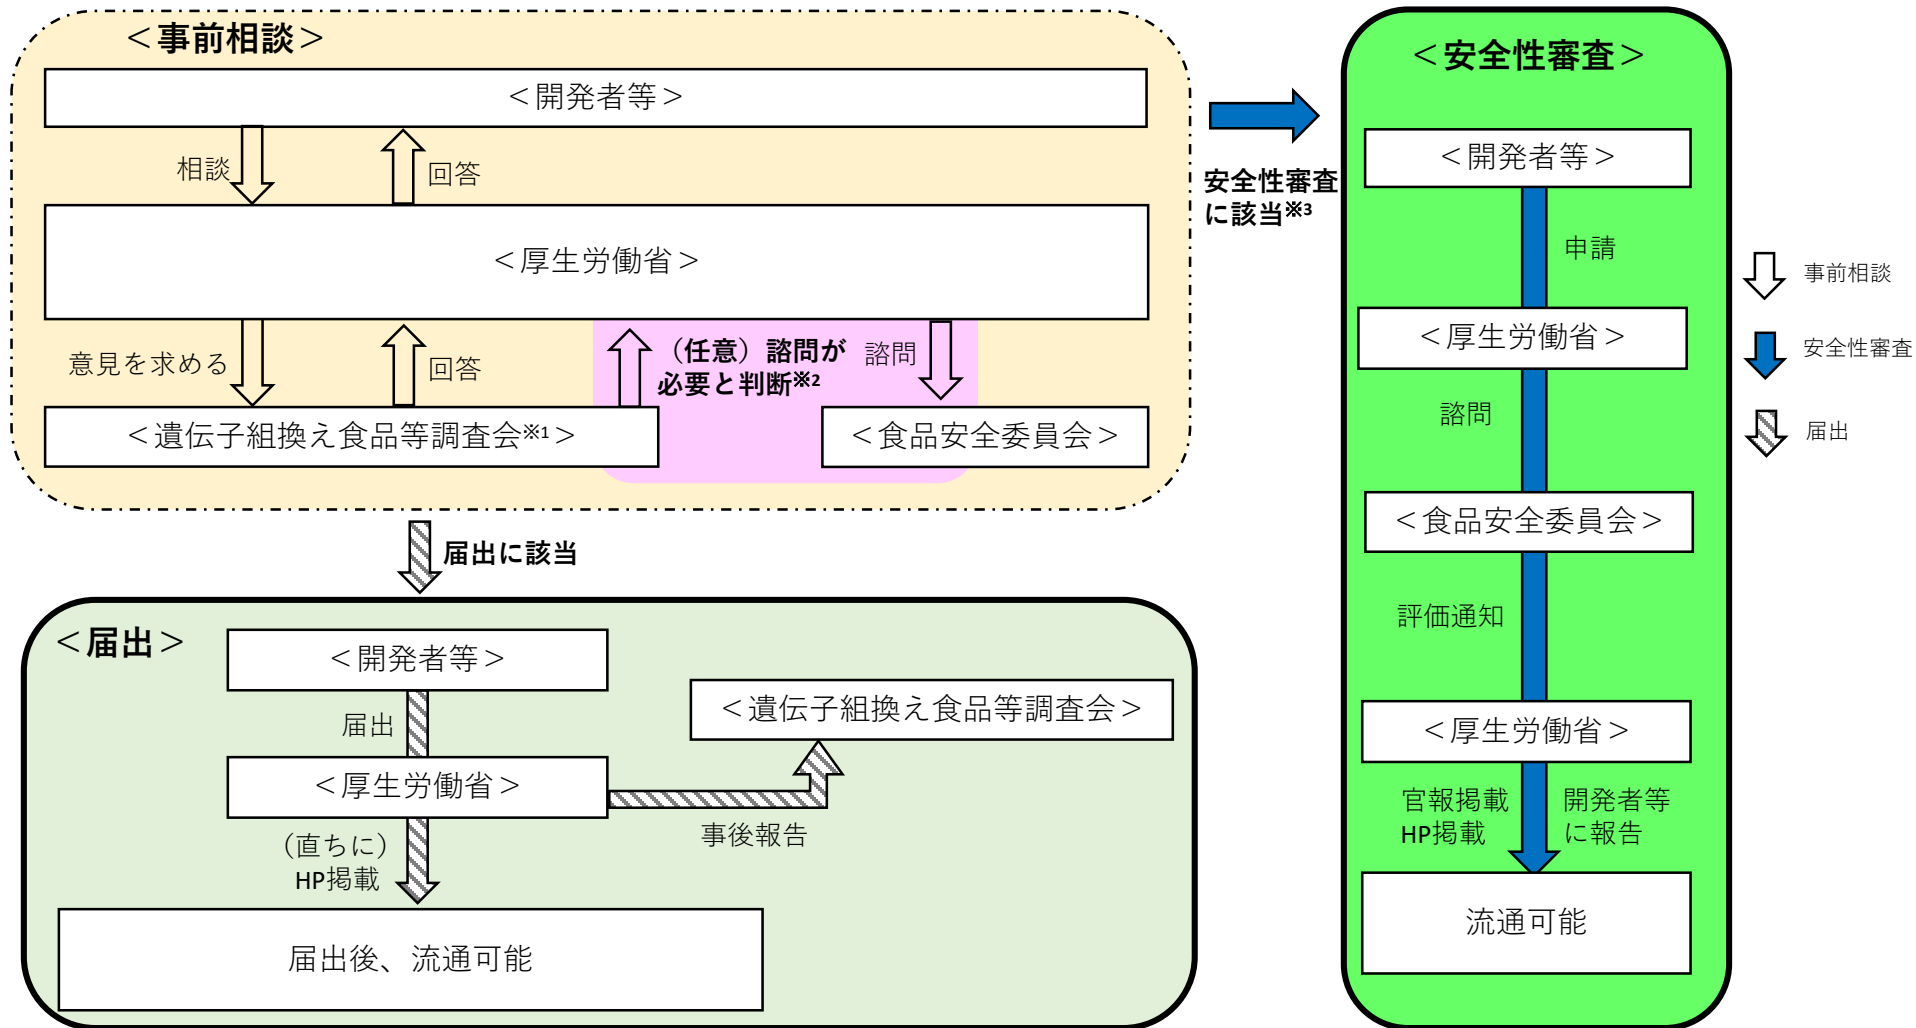 ＜事前相談＞
＜開発者等＞
相談
回答
＜厚生労働省＞
意見を求める
回答
（任意）諮問が
必要と判断※2
諮問
＜遺伝子組換え食品等調査会※1＞
＜食品安全委員会＞
安全性審査
に該当※3
届出に該当
＜届出＞
＜開発者等＞
届出
＜厚生労働省＞
＜遺伝子組換え食品等調査会＞
事後報告
（直ちに）
HP掲載
届出後、流通可能
＜安全性審査＞
＜開発者等＞
申請
＜厚生労働省＞
諮問
＜食品安全委員会＞
評価通知
＜厚生労働省＞
官報掲載
HP掲載
開発者等
に報告
流通可能
事前相談
安全性審査
届出